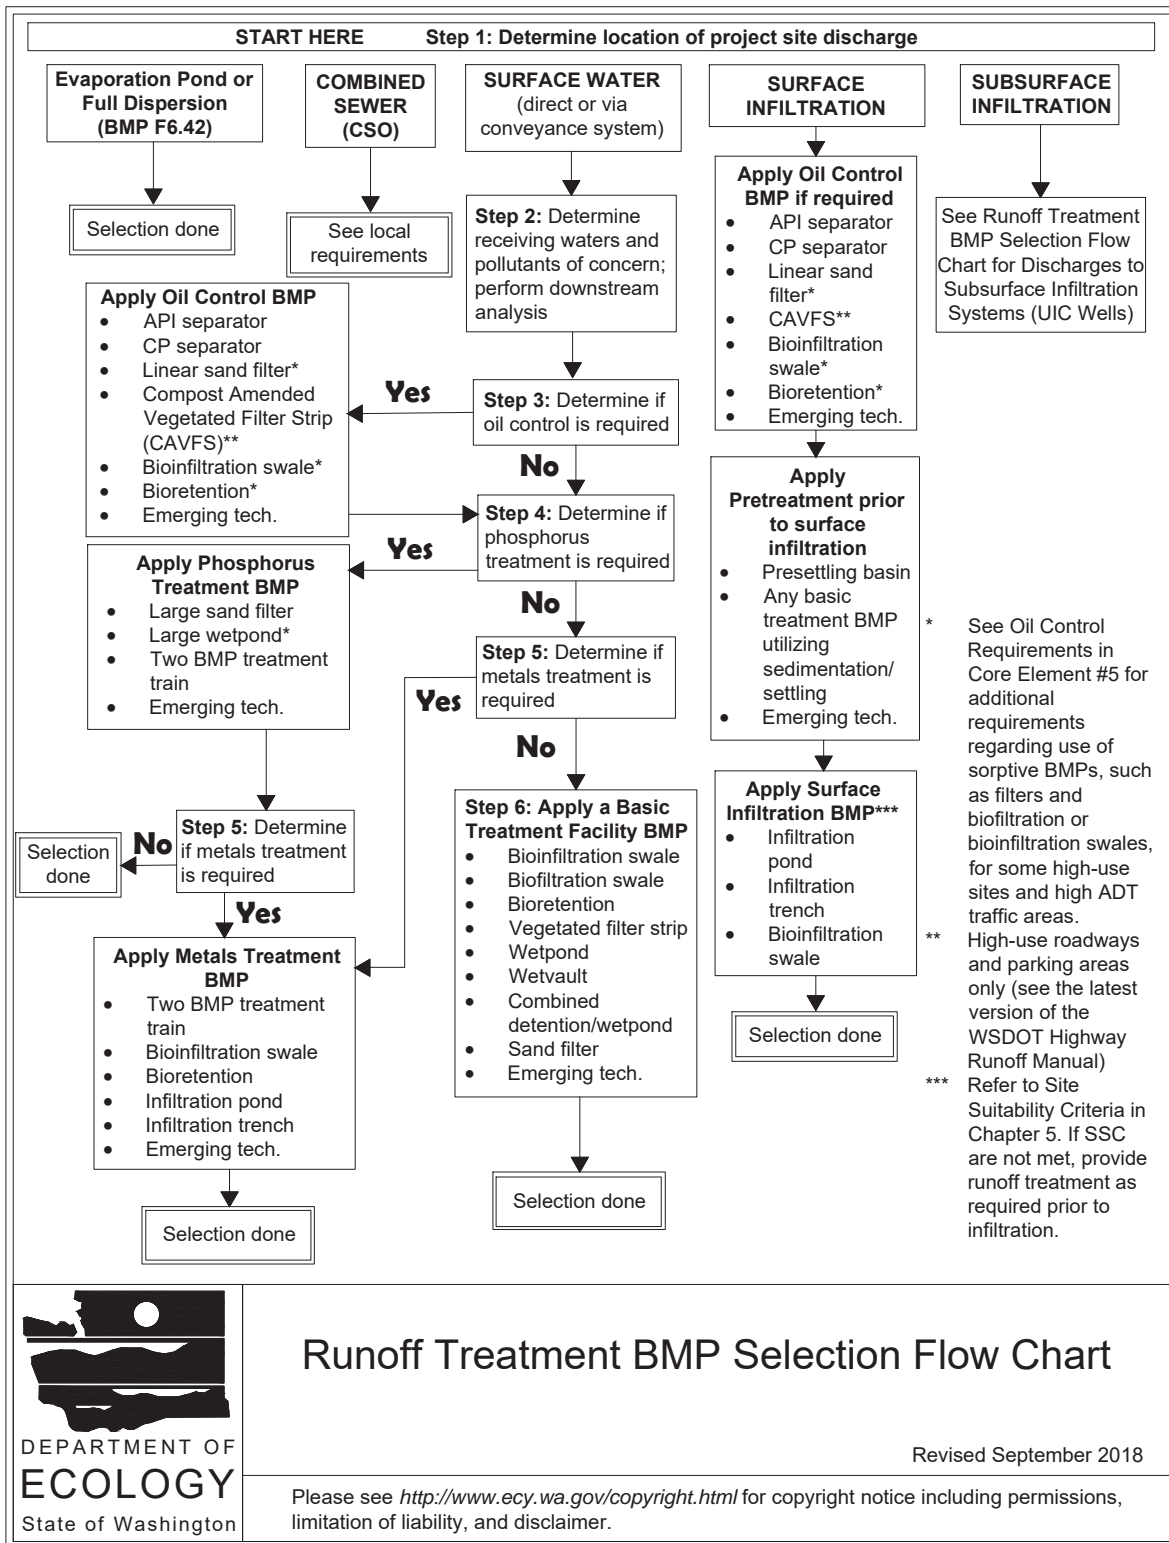 START HERE Step 1: Determine location of project site discharge
Evaporation Pond or
Full Dispersion
(BMP F6.42)
Selection done
COMBINED
SEWER
(CSO)
See local
requirements
SURFACE WATER
(direct or via
conveyance system)
Step 2: Determine
receiving waters and
pollutants of concern;
perform downstream
analysis
Step 3: Determine if
oil control is required
Yes
No
Apply Oil Control BMP
• API separator
• CP separator
• Linear sand filter*
• Compost Amended
Vegetated Filter Strip
(CAVFS)**
• Bioinfiltration swale*
• Bioretention*
• Emerging tech.
Step 4: Determine if
phosphorus
treatment is required
Yes
No
Apply Phosphorus
Treatment BMP
• Large sand filter
• Large wetpond*
• Two BMP treatment
train
• Emerging tech.
Step 5: Determine if
metals treatment is
required
Yes
No
Step 5: Determine
if metals treatment
is required
No
Selection
done
Yes
Apply Metals Treatment
BMP
• Two BMP treatment
train
• Bioinfiltration swale
• Bioretention
• Infiltration pond
• Infiltration trench
• Emerging tech.
Selection done
Step 6: Apply a Basic
Treatment Facility BMP
• Bioinfiltration swale
• Biofiltration swale
• Bioretention
• Vegetated filter strip
• Wetpond
• Wetvault
• Combined
detention/wetpond
• Sand filter
• Emerging tech.
Selection done
SURFACE
INFILTRATION
Apply Oil Control
BMP if required
• API separator
• CP separator
• Linear sand
filter*
• CAVFS**
• Bioinfiltration
swale*
• Bioretention*
• Emerging tech.
Apply
Pretreatment prior
to surface
infiltration
• Presettling basin
• Any basic
treatment BMP
utilizing
sedimentation/
settling
• Emerging tech.
Apply Surface
Infiltration BMP***
• Infiltration
pond
• Infiltration
trench
• Bioinfiltration
swale
Selection done
SUBSURFACE
INFILTRATION
See Runoff Treatment
BMP Selection Flow
Chart for Discharges to
Subsurface Infiltration
Systems (UIC Wells)
* See Oil Control
Requirements in
Core Element #5 for
additional
requirements
regarding use of
sorptive BMPs, such
as filters and
biofiltration or
bioinfiltration swales,
for some high-use
sites and high ADT
traffic areas.
** High-use roadways
and parking areas
only (see the latest
version of the
WSDOT Highway
Runoff Manual)
*** Refer to Site
Suitability Criteria in
Chapter 5. If SSC
are not met, provide
runoff treatment as
required prior to
infiltration.
DEPARTMENT OF
ECOLOGY
State of Washington
Runoff Treatment BMP Selection Flow Chart
Revised September 2018
Please see http://www.ecy.wa.gov/copyright.html for copyright notice including permissions,
limitation of liability, and disclaimer.